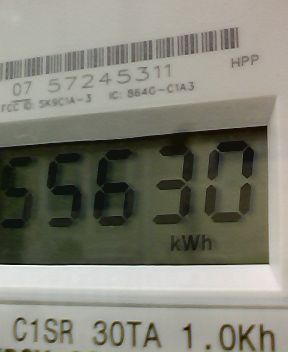 07 57245311
HPP
FCC ID: SK9C1A-3 IC: 864G-C1A3
55630
kWh
C1SR 30TA 1.0Kh